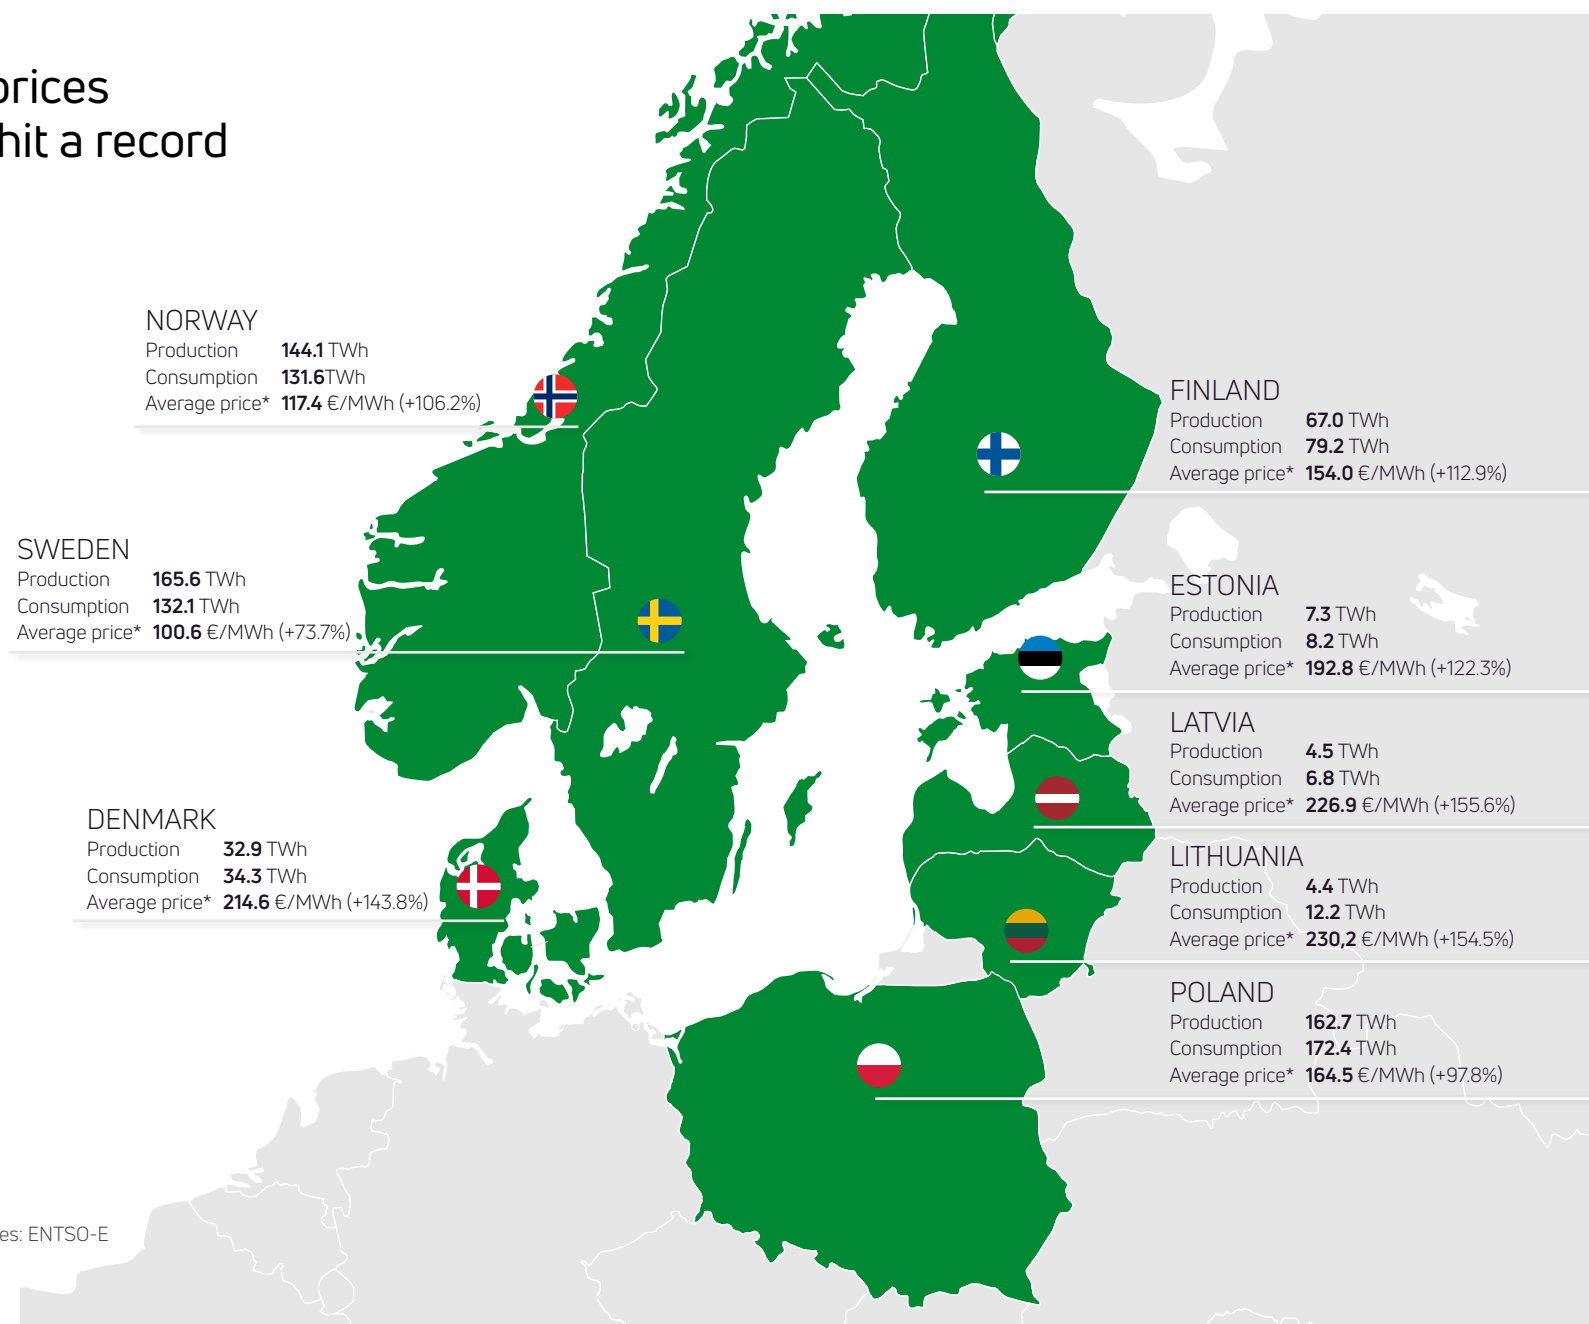 prices
hit a record
NORWAY
Production 144.1 TWh
Consumption 131.6TWh
Average price* 117.4 €/MWh (+106.2%)
FINLAND
Production 67.0 TWh
Consumption 79.2 TWh
Average price* 154.0 €/MWh (+112.9%)
SWEDEN
Production 165.6 TWh
Consumption 132.1 TWh
Average price* 100.6 €/MWh (+73.7%)
ESTONIA
Production 7.3 TWh
Consumption 8.2 TWh
Average price* 192.8 €/MWh (+122.3%)
LATVIA
Production 4.5 TWh
Consumption 6.8 TWh
Average price* 226.9 €/MWh (+155.6%)
DENMARK
Production 32.9 TWh
Consumption 34.3 TWh
Average price* 214.6 €/MWh (+143.8%)
LITHUANIA
Production 4.4 TWh
Consumption 12.2 TWh
Average price* 230,2 €/MWh (+154.5%)
POLAND
Production 162.7 TWh
Consumption 172.4 TWh
Average price* 164.5 €/MWh (+97.8%)
es: ENTSO-E